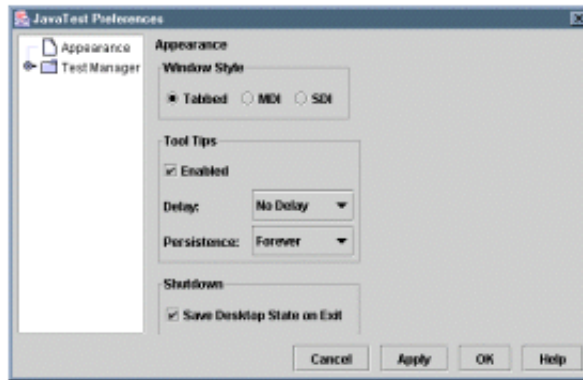 JavaTest Preferences
Appearance
Test Manager
Appearance
Window Style
Tabbed MDI SDI
Tool Tips
Enabled
Delay: No Delay
Persistence: Forever
Shutdown
Save Desktop State on Exit
Cancel Apply OK Help